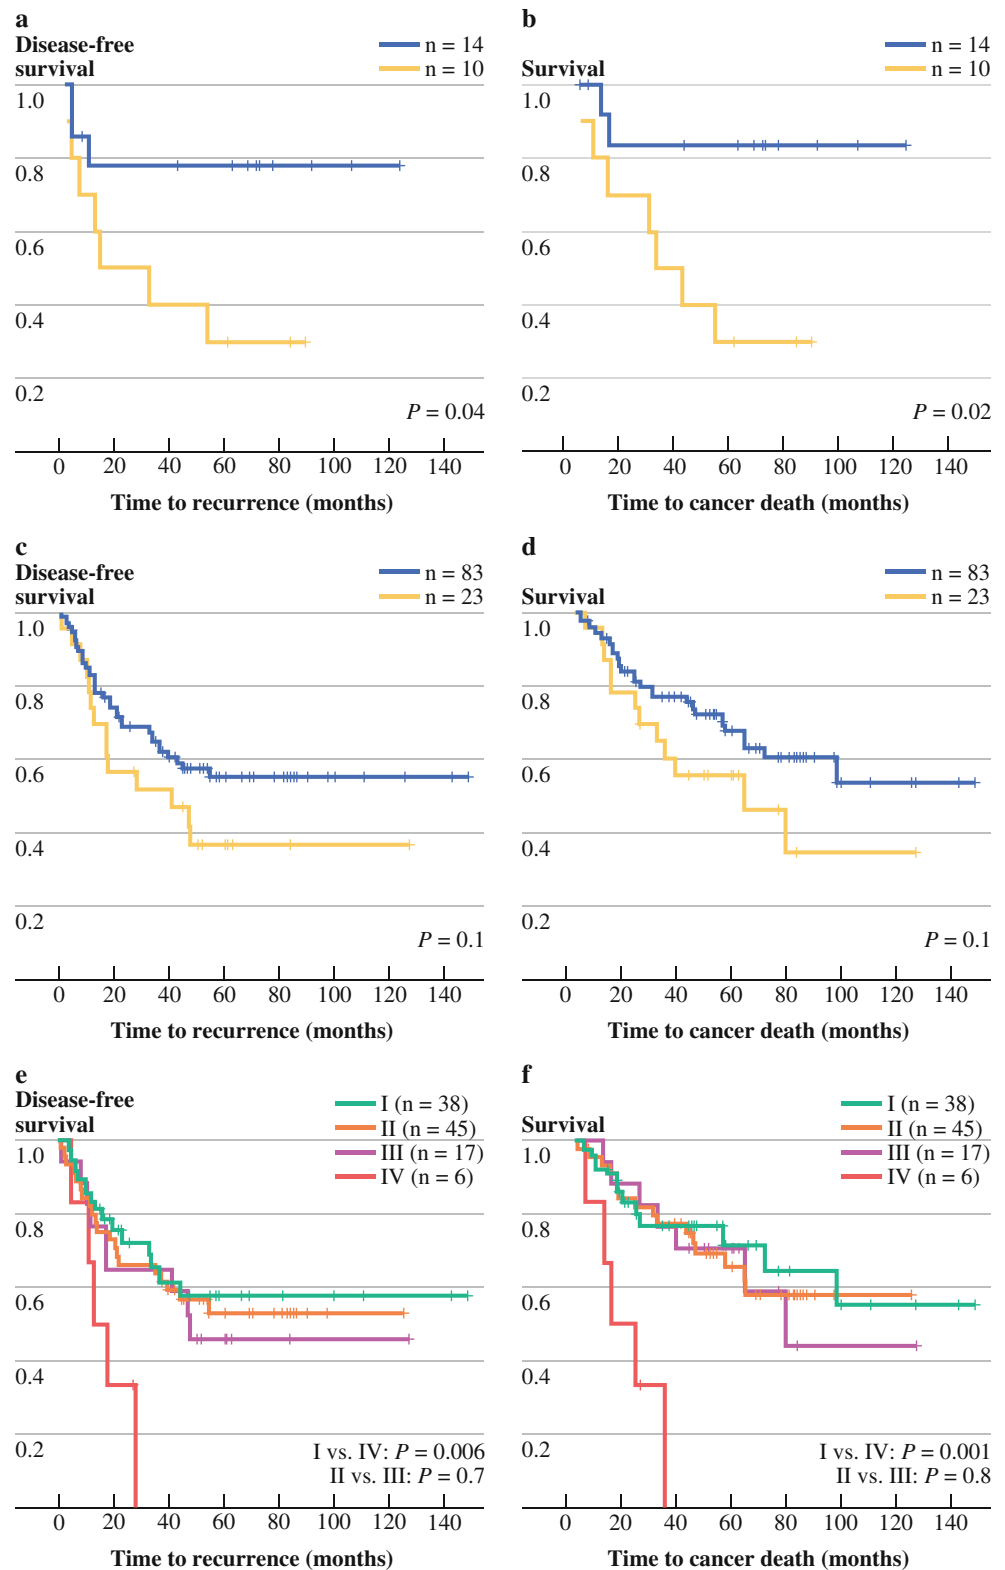 a
Disease-free
survival
n = 14
n = 10
1.0
0.8
0.6
0.4
0.2
P = 0.04
0 20 40 60 80 100 120 140
Time to recurrence (months)
b
Survival
n = 14
n = 10
1.0
0.8
0.6
0.4
0.2
P = 0.02
0 20 40 60 80 100 120 140
Time to cancer death (months)
c
Disease-free
survival
n = 83
n = 23
1.0
0.8
0.6
0.4
0.2
P = 0.1
0 20 40 60 80 100 120 140
Time to recurrence (months)
d
Survival
n = 83
n = 23
1.0
0.8
0.6
0.4
0.2
P = 0.1
0 20 40 60 80 100 120 140
Time to cancer death (months)
e
Disease-free
survival
I (n = 38)
II (n = 45)
III (n = 17)
IV (n = 6)
1.0
0.8
0.6
0.4
0.2
I vs. IV: P = 0.006
II vs. III: P = 0.7
0 20 40 60 80 100 120 140
Time to recurrence (months)
f
Survival
I (n = 38)
II (n = 45)
III (n = 17)
IV (n = 6)
1.0
0.8
0.6
0.4
0.2
I vs. IV: P = 0.001
II vs. III: P = 0.8
0 20 40 60 80 100 120 140
Time to cancer death (months)